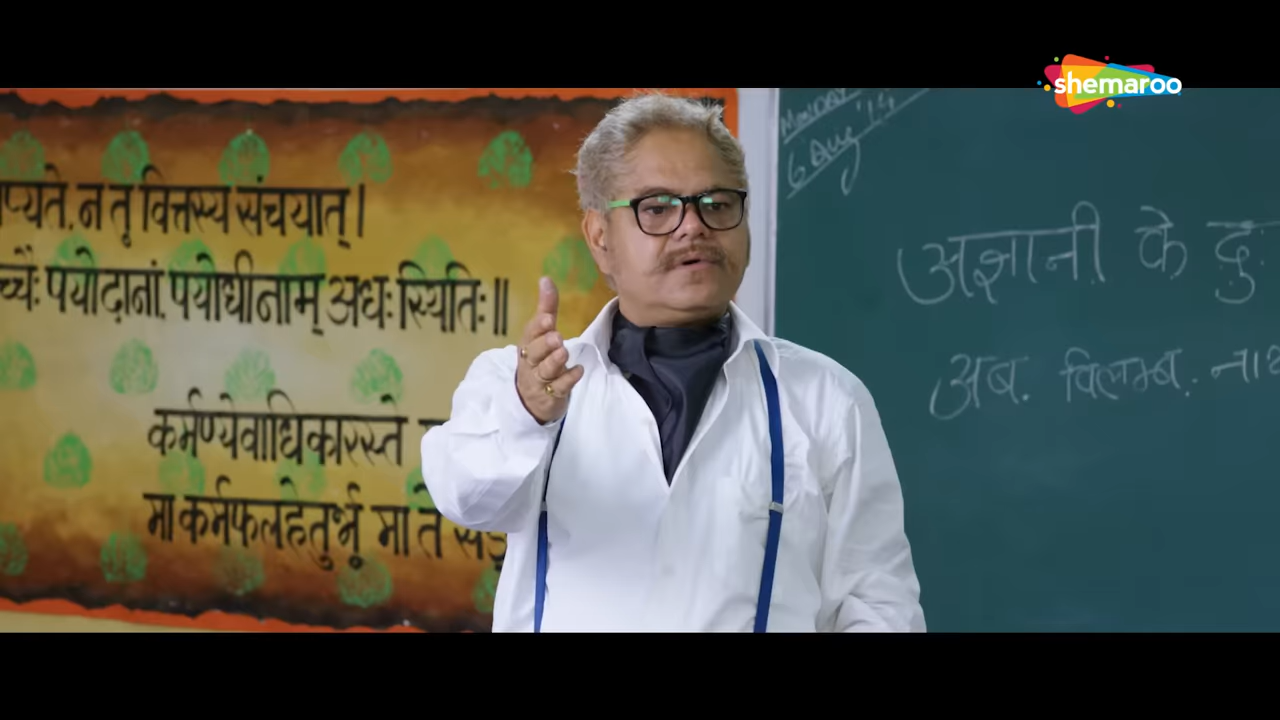 shemaroo
प्यते. न तृ वित्तस्य संचयात्।
च्चैः पयोदानां. पयोधीनाम् अधः स्थितिः॥
कर्मण्येवाधिकारस्ते
मा कर्मफलहेतुर्भू मा ते
Monday
6 Aug '14
अज्ञानी के दुः
अब. विलम्ब.